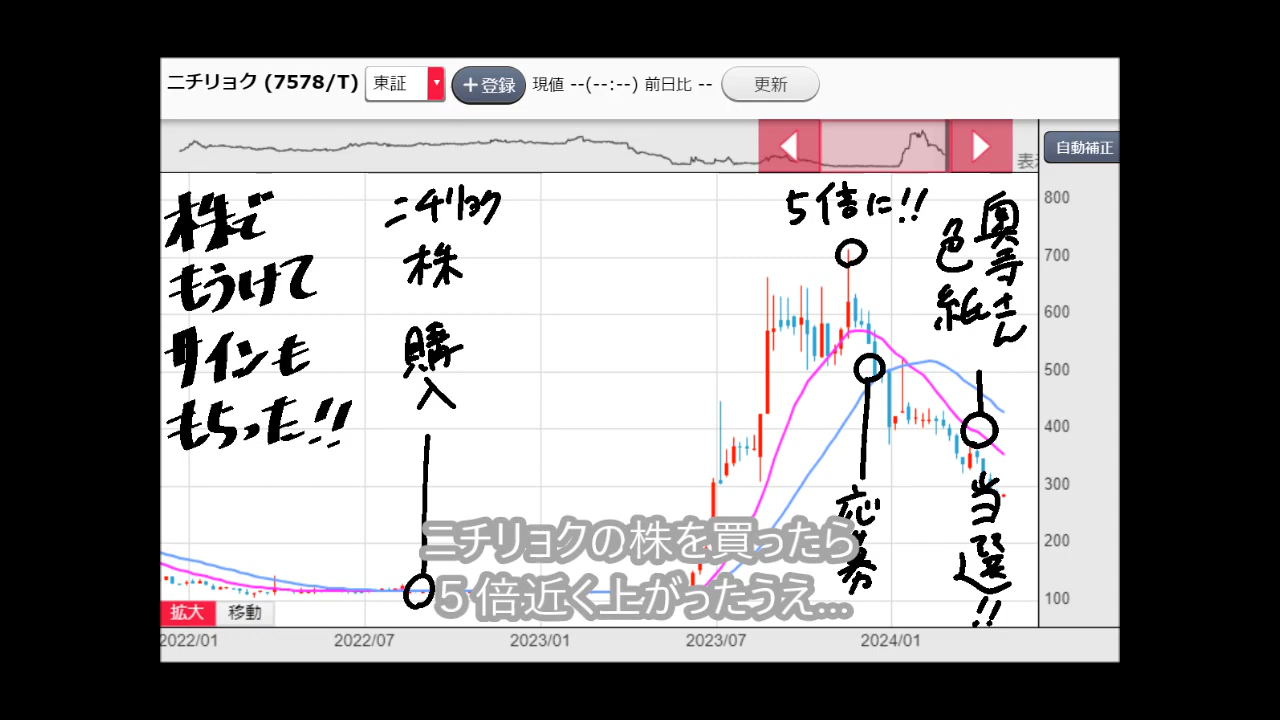 ニチリョク (7578/T) 東証 ＋登録 現値 --(--:--) 前日比 -- 更新
表
自動補正
株で
もうけて
サインも
もらった!!
ニチリョク
株
購
入
5倍に!!
奥手さん
色紙
応募
当選!!
800
700
600
500
400
300
200
100
ニチリョクの株を買ったら
５倍近く上がったうえ...
拡大 移動
2022/01 2022/07 2023/01 2023/07 2024/01